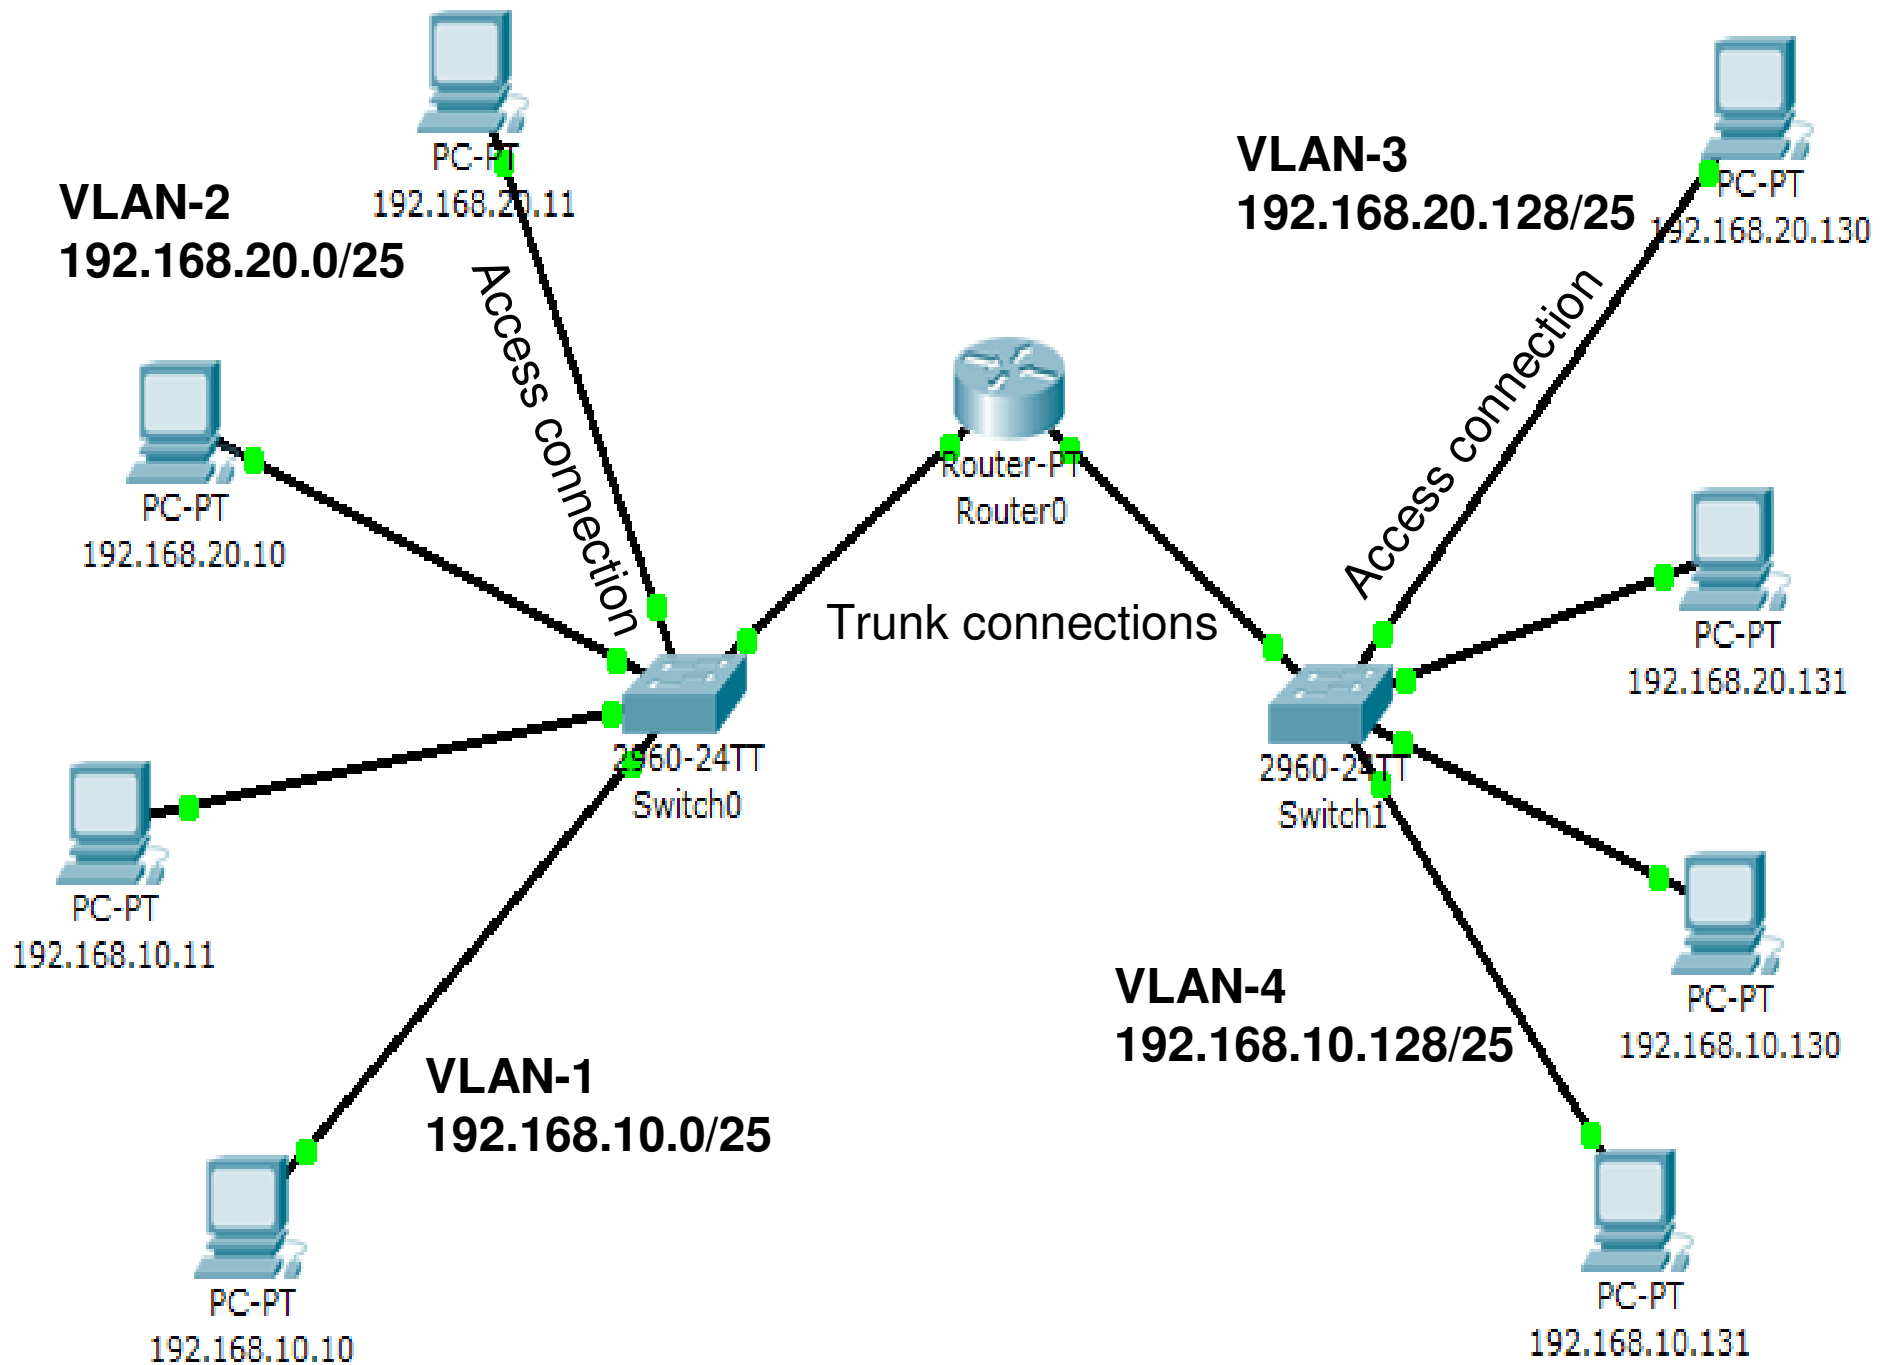 PC-PT
192.168.20.11
VLAN-2
192.168.20.0/25
VLAN-3
192.168.20.128/25
PC-PT
192.168.20.130
Access connection
Access connection
PC-PT
192.168.20.10
Router-PT
Router0
Trunk connections
PC-PT
192.168.20.131
2960-24TT
Switch0
2960-24TT
Switch1
PC-PT
192.168.10.11
PC-PT
192.168.10.130
VLAN-4
192.168.10.128/25
VLAN-1
192.168.10.0/25
PC-PT
192.168.10.10
PC-PT
192.168.10.131